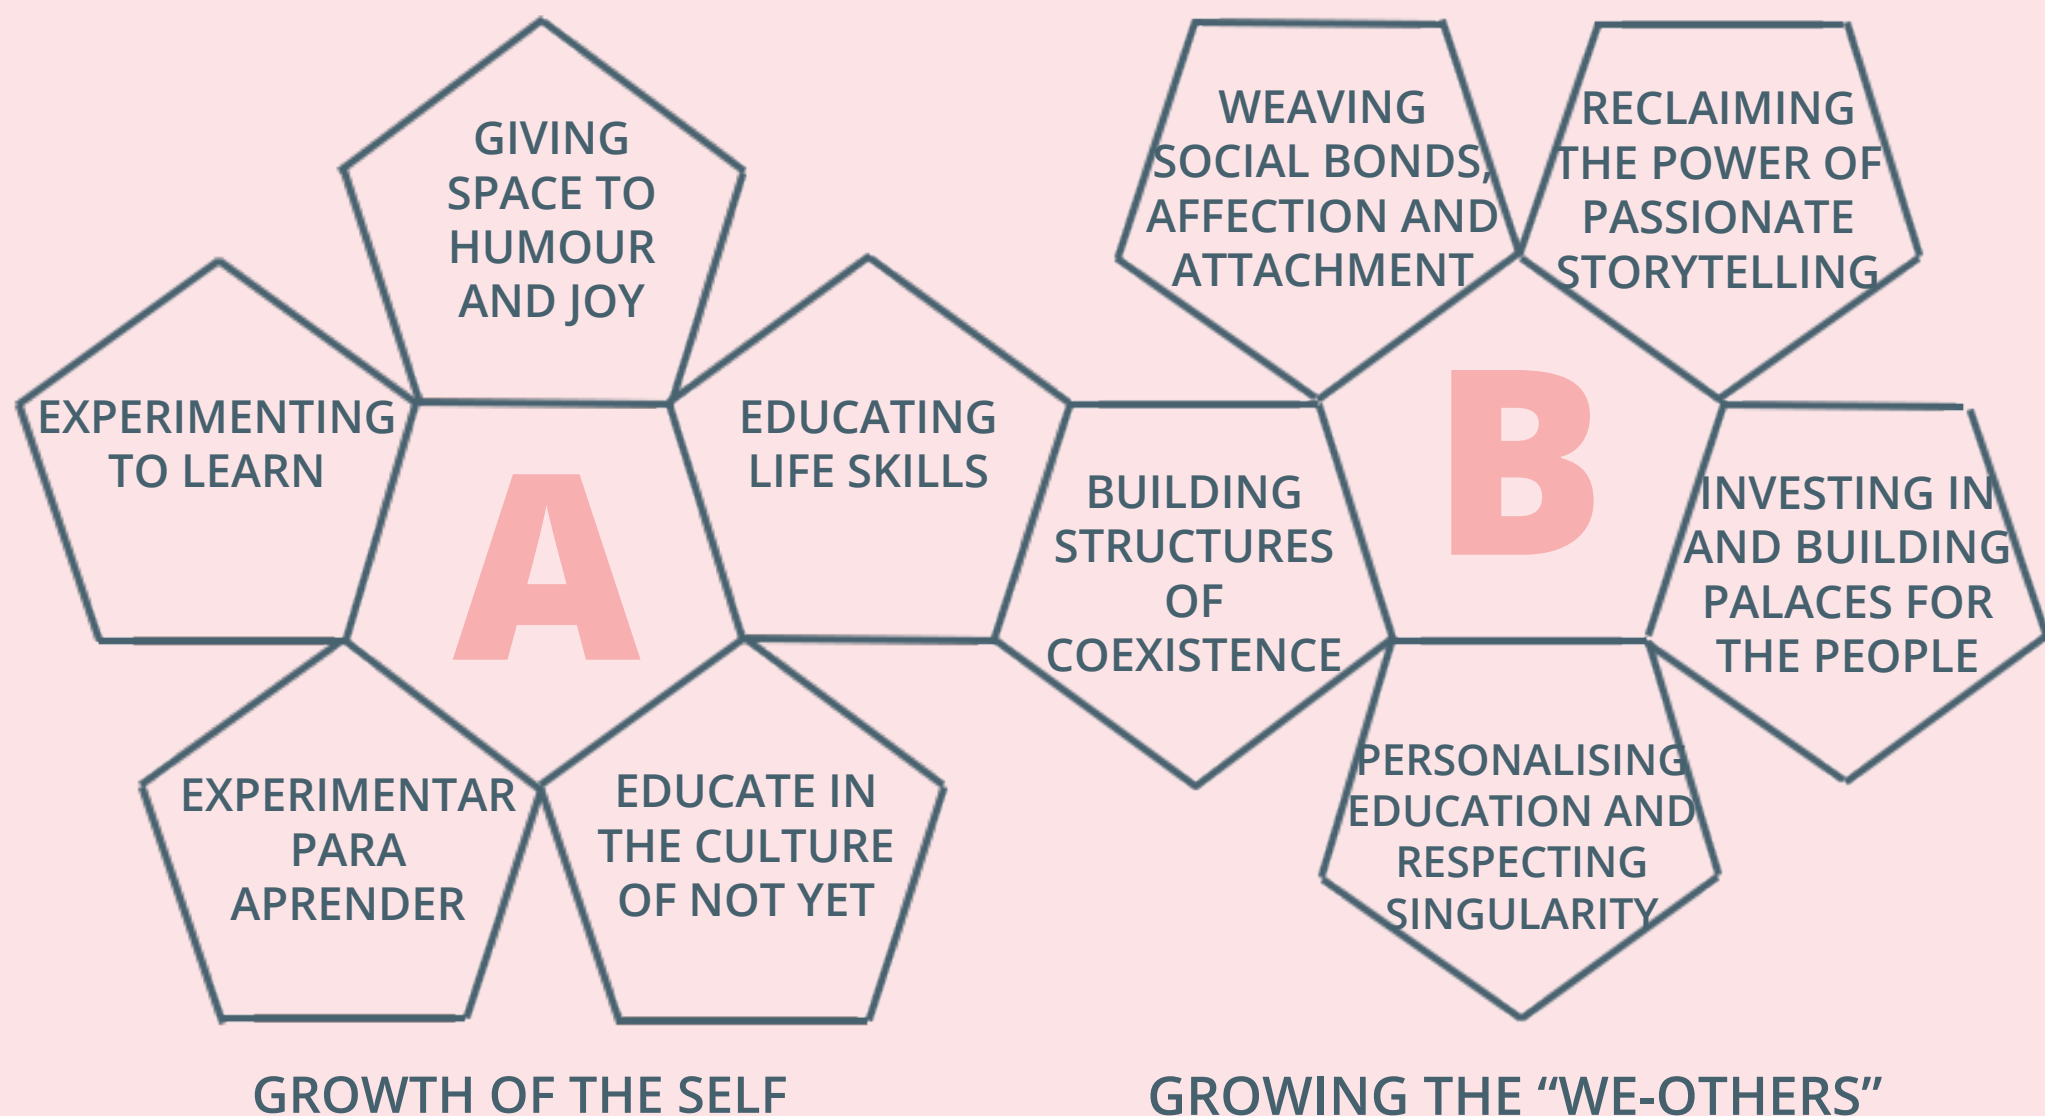 GIVING
SPACE TO
HUMOUR
AND JOY
EXPERIMENTING
TO LEARN
EDUCATING
LIFE SKILLS
A
EXPERIMENTAR
PARA
APRENDER
EDUCATE IN
THE CULTURE
OF NOT YET
GROWTH OF THE SELF
WEAVING
SOCIAL BONDS,
AFFECTION AND
ATTACHMENT
RECLAIMING
THE POWER OF
PASSIONATE
STORYTELLING
B
BUILDING
STRUCTURES
OF
COEXISTENCE
INVESTING IN
AND BUILDING
PALACES FOR
THE PEOPLE
PERSONALISING
EDUCATION AND
RESPECTING
SINGULARITY
GROWING THE “WE-OTHERS”